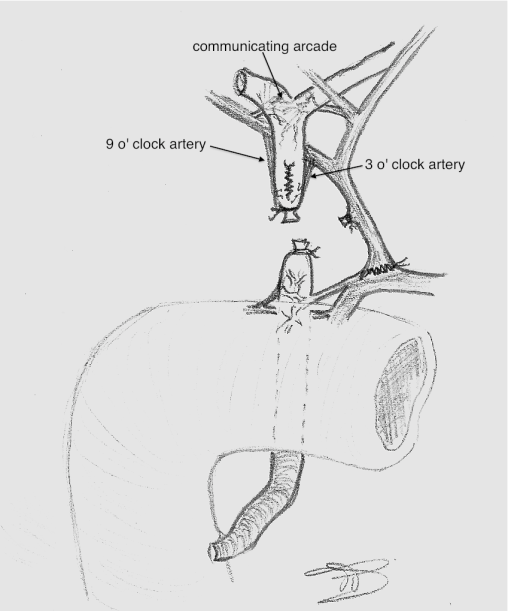 communicating arcade
9 o' clock artery
3 o' clock artery